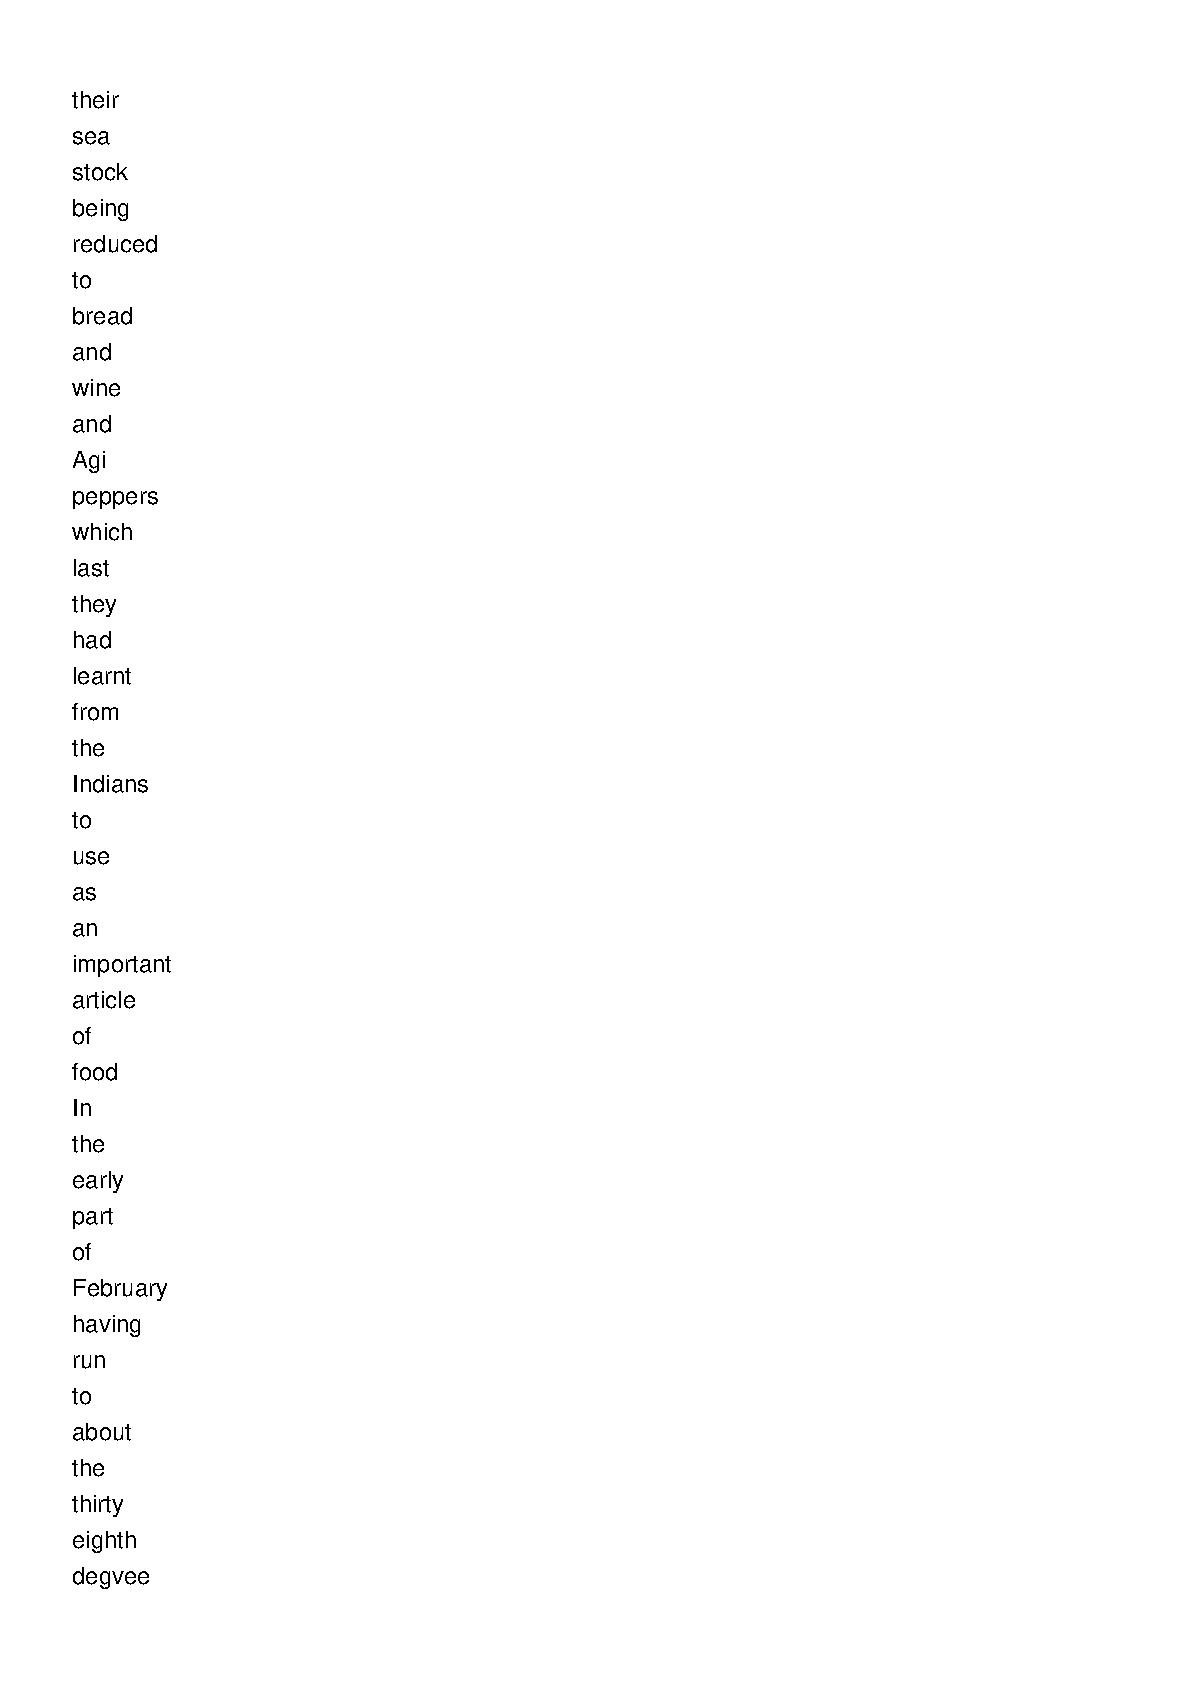 their
sea
stock
being
reduced
to
bread
and
wine
and
Agi
peppers
which
last
they
had
learnt
from
the
Indians
to
use
as
an
important
article
of
food
In
the
early
part
of
February
having
run
to
about
the
thirty
eighth
degvee